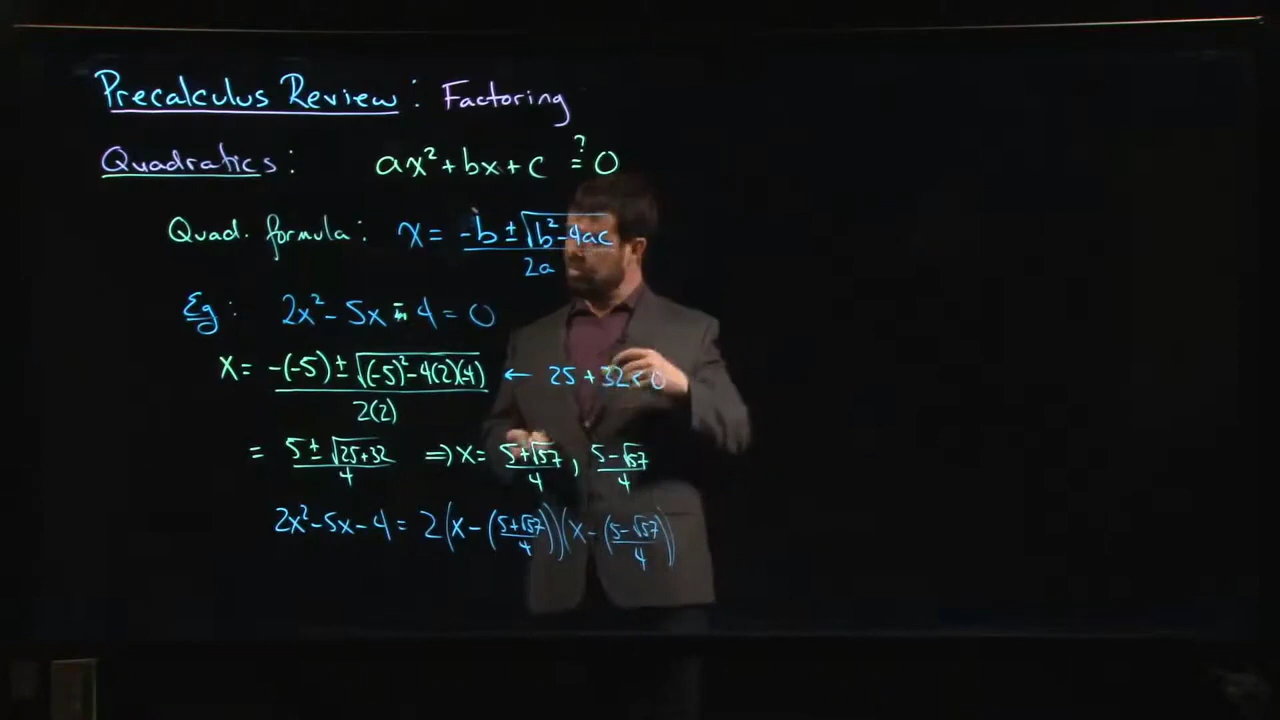 Precalculus Review: Factoring
Quadratics: ax² + bx + c ≟ 0
Quad. formula: x = (-b ± √(b² - 4ac)) / 2a
Eg: 2x² - 5x - 4 = 0
x = (-(-5) ± √((-5)² - 4(2)(-4))) / 2(2) ← 25 + 32 < 0
= (5 ± √(25+32)) / 4 ⇒ x = (5+√57)/4 , (5-√57)/4
2x² - 5x - 4 = 2(x - ((5+√57)/4))(x - ((5-√57)/4))